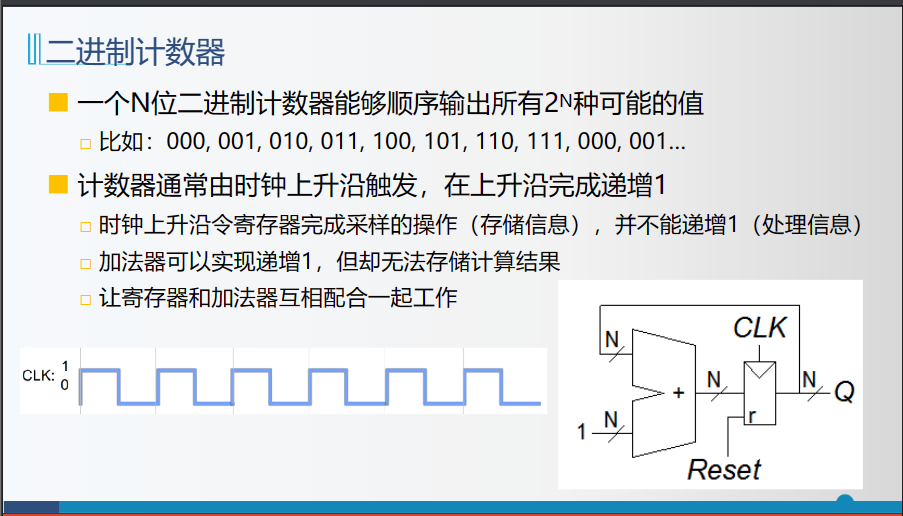 二进制计数器
一个N位二进制计数器能够顺序输出所有2ᴺ种可能的值
比如：000, 001, 010, 011, 100, 101, 110, 111, 000, 001...
计数器通常由时钟上升沿触发，在上升沿完成递增1
时钟上升沿令寄存器完成采样的操作（存储信息），并不能递增1（处理信息）
加法器可以实现递增1，但却无法存储计算结果
让寄存器和加法器互相配合一起工作
CLK: 1
0
CLK
N
+
N
N
Q
1
N
r
Reset